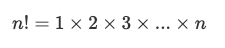 n! = 1 × 2 × 3 × ... × n